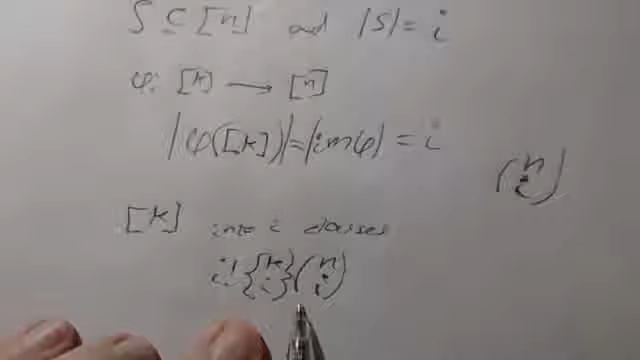 S ⊆ [n] and |S| = i
φ: [k] → [n]
|φ([k])| = |im φ| = i
(n i)
[k] into i classes
i! {k i} (n i)